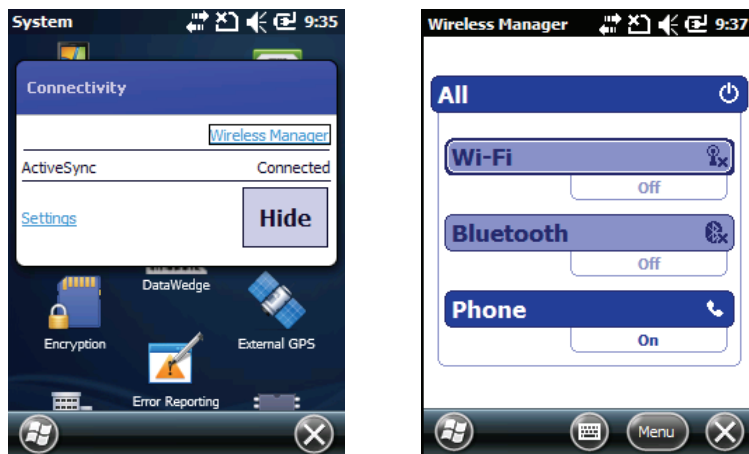 System 9:35
Connectivity
Wireless Manager
ActiveSync Connected
Settings Hide
DataWedge
Encryption External GPS
Error Reporting
Wireless Manager 9:37
All
Wi-Fi
Off
Bluetooth
Off
Phone
On
Menu